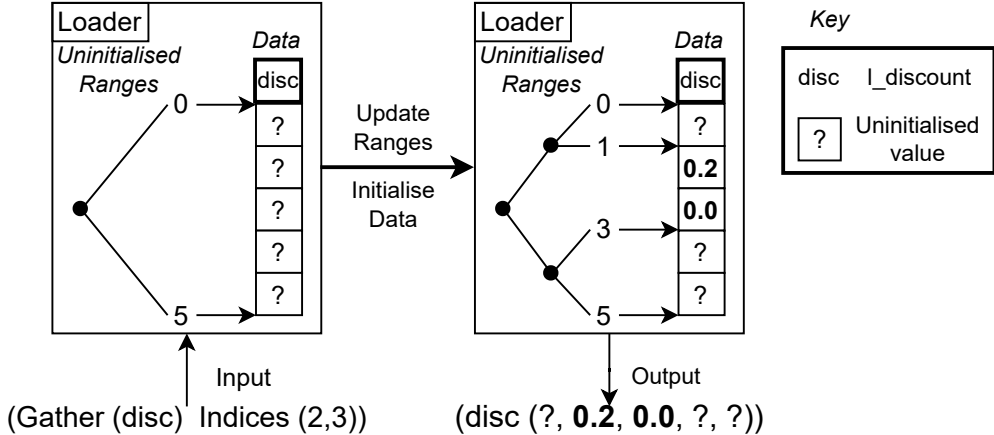 Loader
Uninitialised
Ranges
Data
disc
0
?
?
?
?
?
5
Update
Ranges
Initialise
Data
Loader
Uninitialised
Ranges
Data
disc
0
?
1
0.2
0.0
3
?
?
5
Key
disc l_discount
? Uninitialised
value
Input
Output
(Gather (disc) Indices (2,3))
(disc (?, 0.2, 0.0, ?, ?))